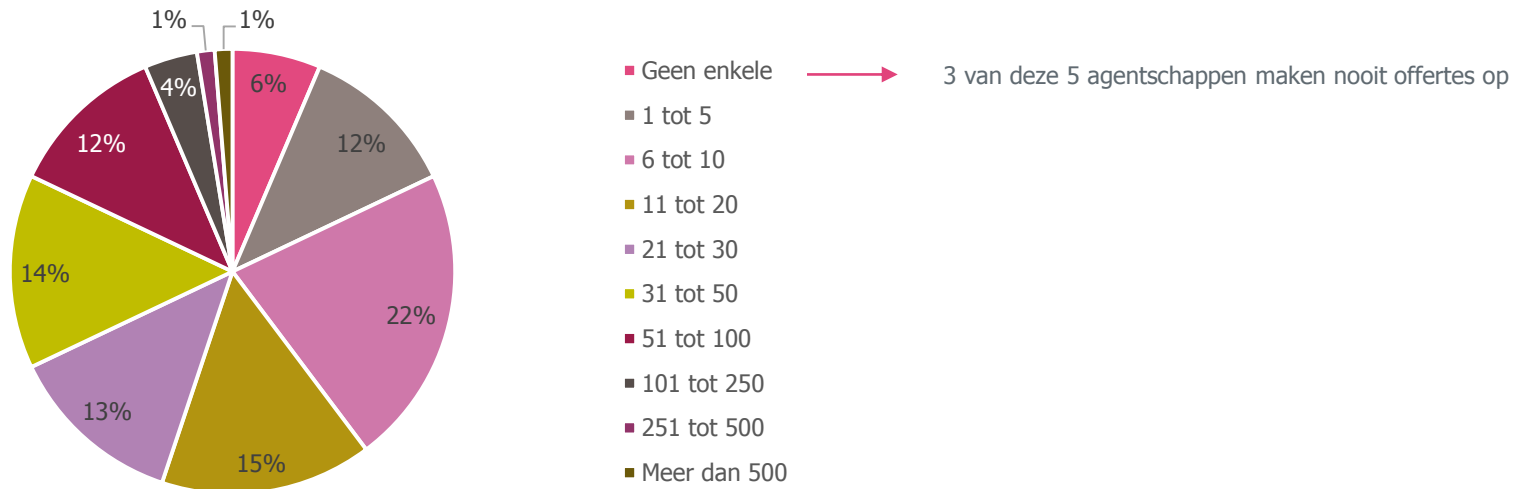 1%
1%
6%
4%
12%
12%
14%
22%
13%
15%
Geen enkele
3 van deze 5 agentschappen maken nooit offertes op
1 tot 5
6 tot 10
11 tot 20
21 tot 30
31 tot 50
51 tot 100
101 tot 250
251 tot 500
Meer dan 500